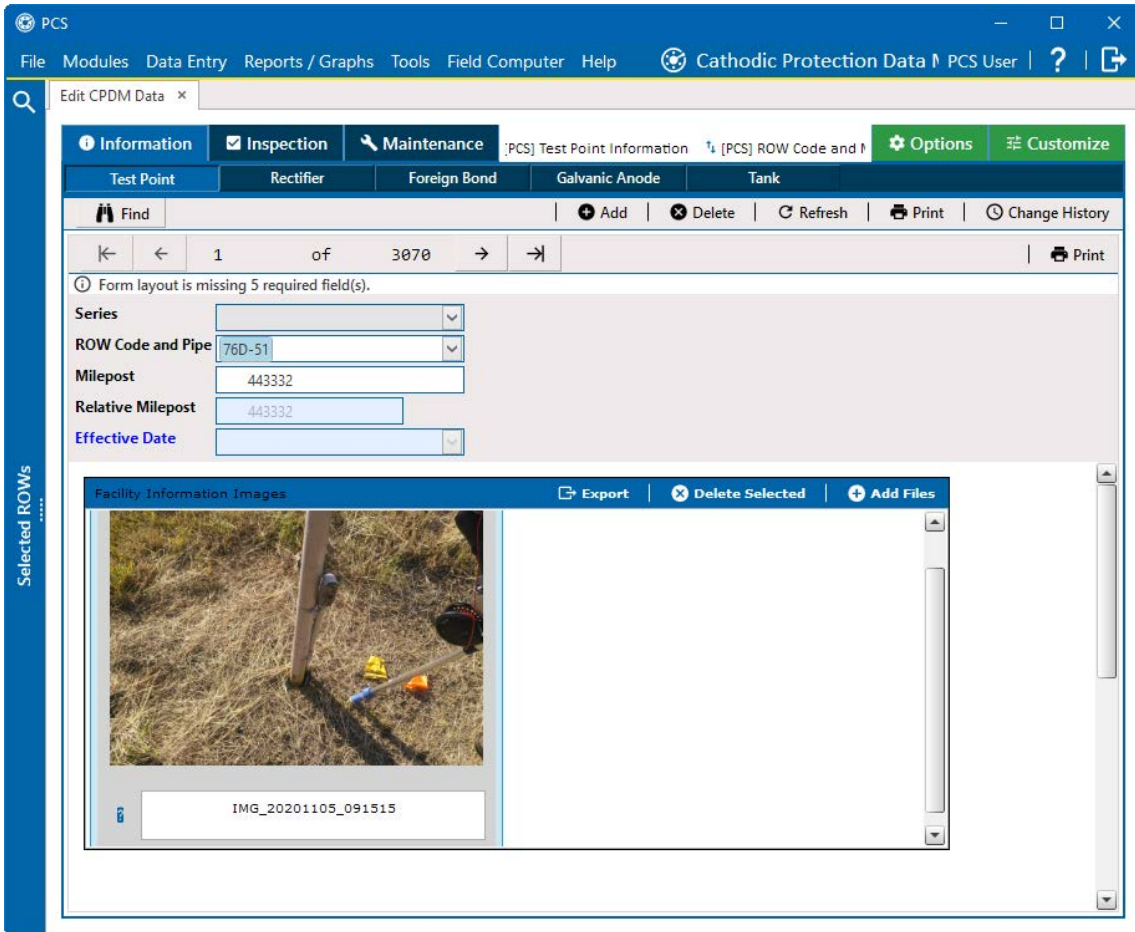 PCS
File Modules Data Entry Reports / Graphs Tools Field Computer Help Cathodic Protection Data M PCS User | ? |
Edit CPDM Data ×
Information Inspection Maintenance [PCS] Test Point Information [PCS] ROW Code and M Options Customize
Test Point Rectifier Foreign Bond Galvanic Anode Tank
Find | Add | Delete | Refresh | Print | Change History
1 of 3070 | Print
Form layout is missing 5 required field(s).
Series
ROW Code and Pipe 76D-51
Milepost 443332
Relative Milepost 443332
Effective Date
Selected ROWs
Facility Information Images Export | Delete Selected | Add Files
IMG_20201105_091515